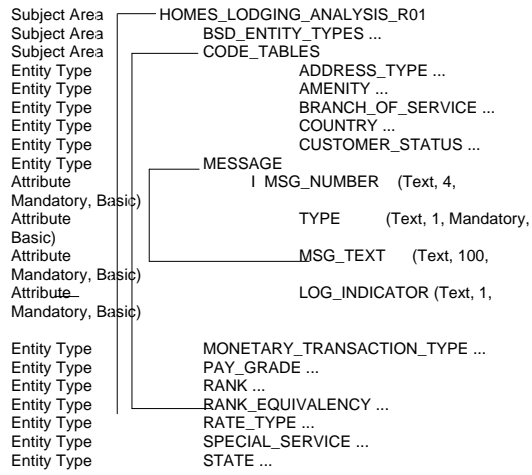 Subject Area HOMES_LODGING_ANALYSIS_R01
Subject Area BSD_ENTITY_TYPES ...
Subject Area CODE_TABLES
Entity Type ADDRESS_TYPE ...
Entity Type AMENITY ...
Entity Type BRANCH_OF_SERVICE ...
Entity Type COUNTRY ...
Entity Type CUSTOMER_STATUS ...
Entity Type MESSAGE
Attribute I MSG_NUMBER (Text, 4,
Mandatory, Basic)
Attribute TYPE (Text, 1, Mandatory,
Basic)
Attribute MSG_TEXT (Text, 100,
Mandatory, Basic)
Attribute LOG_INDICATOR (Text, 1,
Mandatory, Basic)
Entity Type MONETARY_TRANSACTION_TYPE ...
Entity Type PAY_GRADE ...
Entity Type RANK ...
Entity Type RANK_EQUIVALENCY ...
Entity Type RATE_TYPE ...
Entity Type SPECIAL_SERVICE ...
Entity Type STATE ...